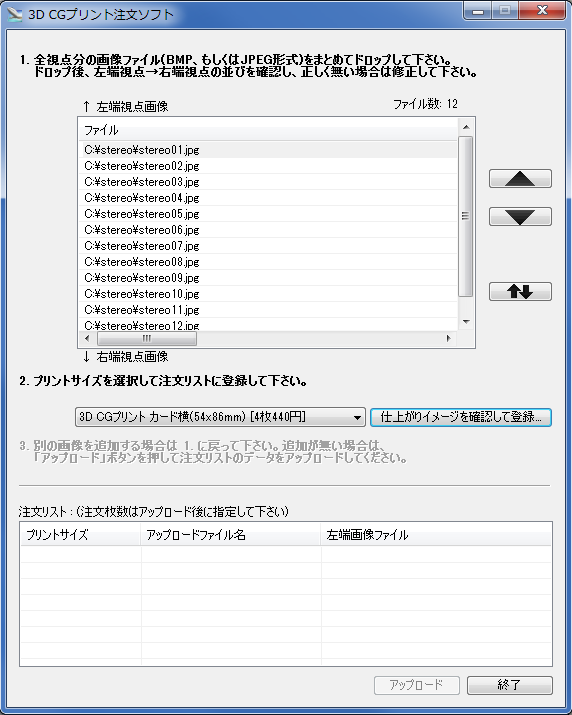 3D CGプリント注文ソフト
1. 全視点分の画像ファイル(BMP、もしくはJPEG形式)をまとめてドロップして下さい。
ドロップ後、左端視点→右端視点の並びを確認し、正しく無い場合は修正して下さい。
↑ 左端視点画像
ファイル数: 12
ファイル
C:¥stereo¥stereo01.jpg
C:¥stereo¥stereo02.jpg
C:¥stereo¥stereo03.jpg
C:¥stereo¥stereo04.jpg
C:¥stereo¥stereo05.jpg
C:¥stereo¥stereo06.jpg
C:¥stereo¥stereo07.jpg
C:¥stereo¥stereo08.jpg
C:¥stereo¥stereo09.jpg
C:¥stereo¥stereo10.jpg
C:¥stereo¥stereo11.jpg
C:¥stereo¥stereo12.jpg
↓ 右端視点画像
2. プリントサイズを選択して注文リストに登録して下さい。
3D CGプリント カード横(54x86mm) [4枚440円]
仕上がりイメージを確認して登録...
3. 別の画像を追加する場合は 1. に戻って下さい。追加が無い場合は、
「アップロード」ボタンを押して注文リストのデータをアップロードしてください。
注文リスト : (注文枚数はアップロード後に指定して下さい)
プリントサイズ
アップロードファイル名
左端画像ファイル
アップロード
終了